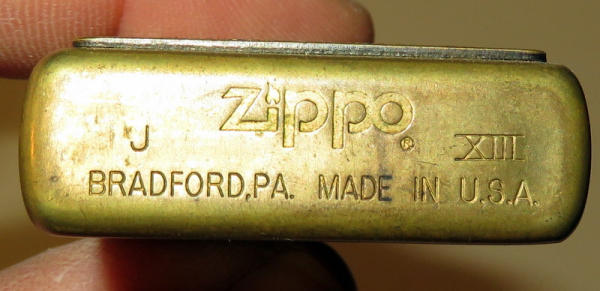 Zippo ®
J XIII
BRADFORD, PA. MADE IN U.S.A.